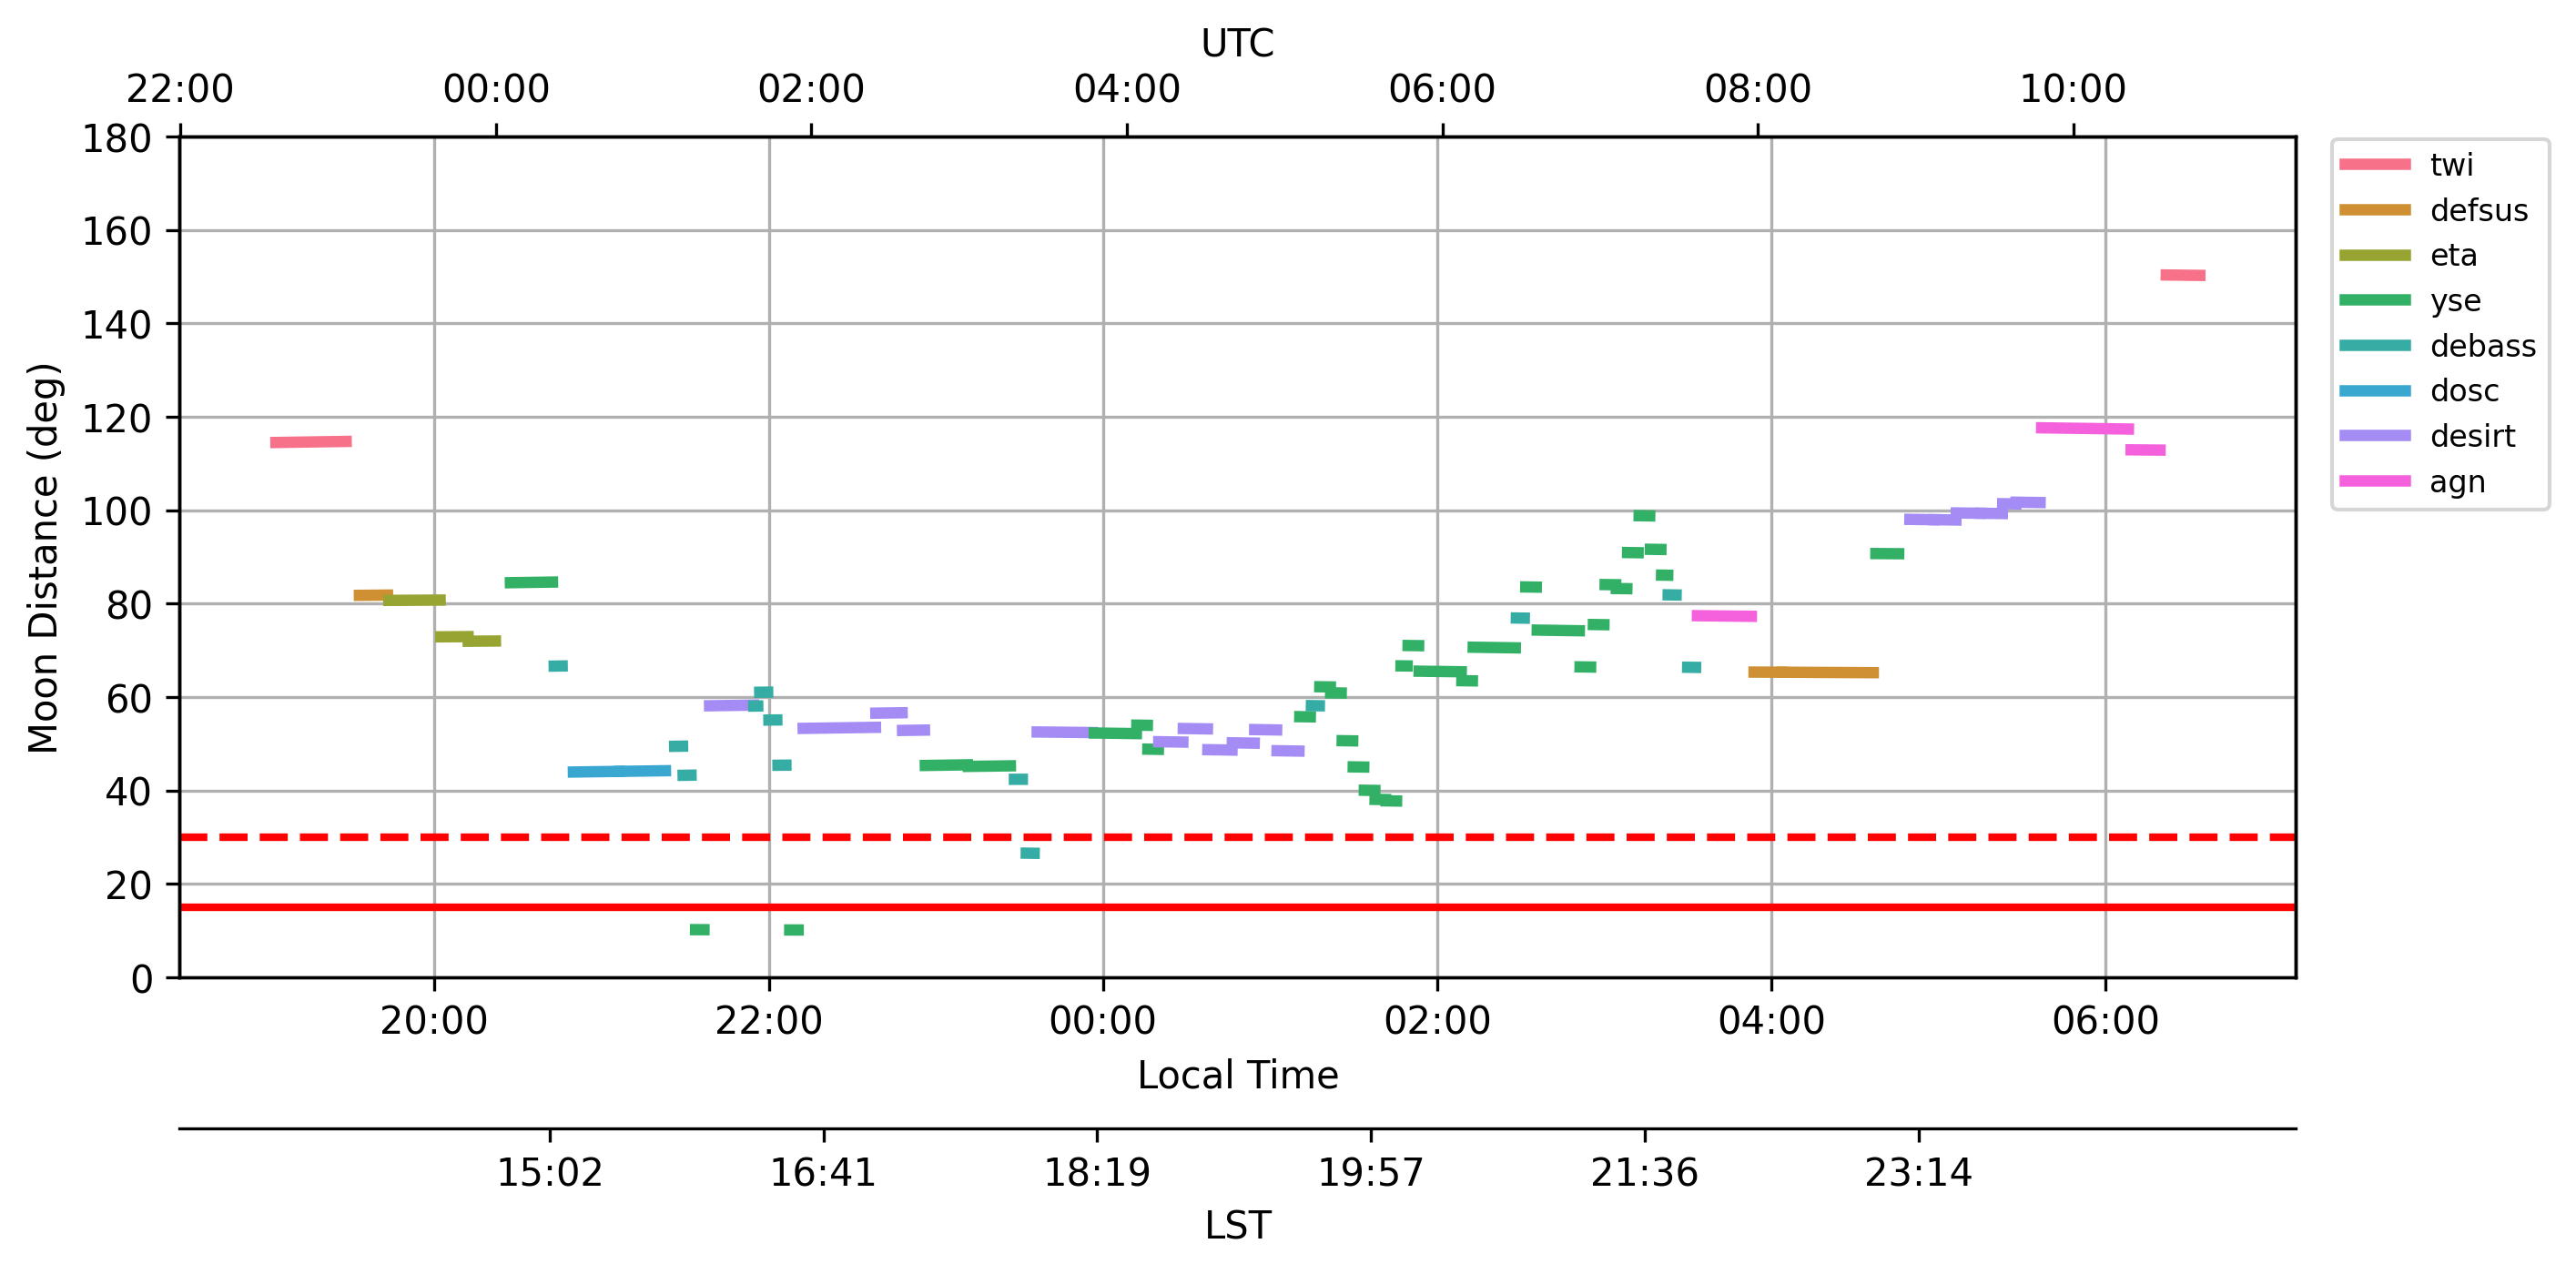 UTC
22:00 00:00 02:00 04:00 06:00 08:00 10:00
180
160
140
120
100
80
60
40
20
0
Moon Distance (deg)
twi
defsus
eta
yse
debass
dosc
desirt
agn
20:00 22:00 00:00 02:00 04:00 06:00
Local Time
15:02 16:41 18:19 19:57 21:36 23:14
LST